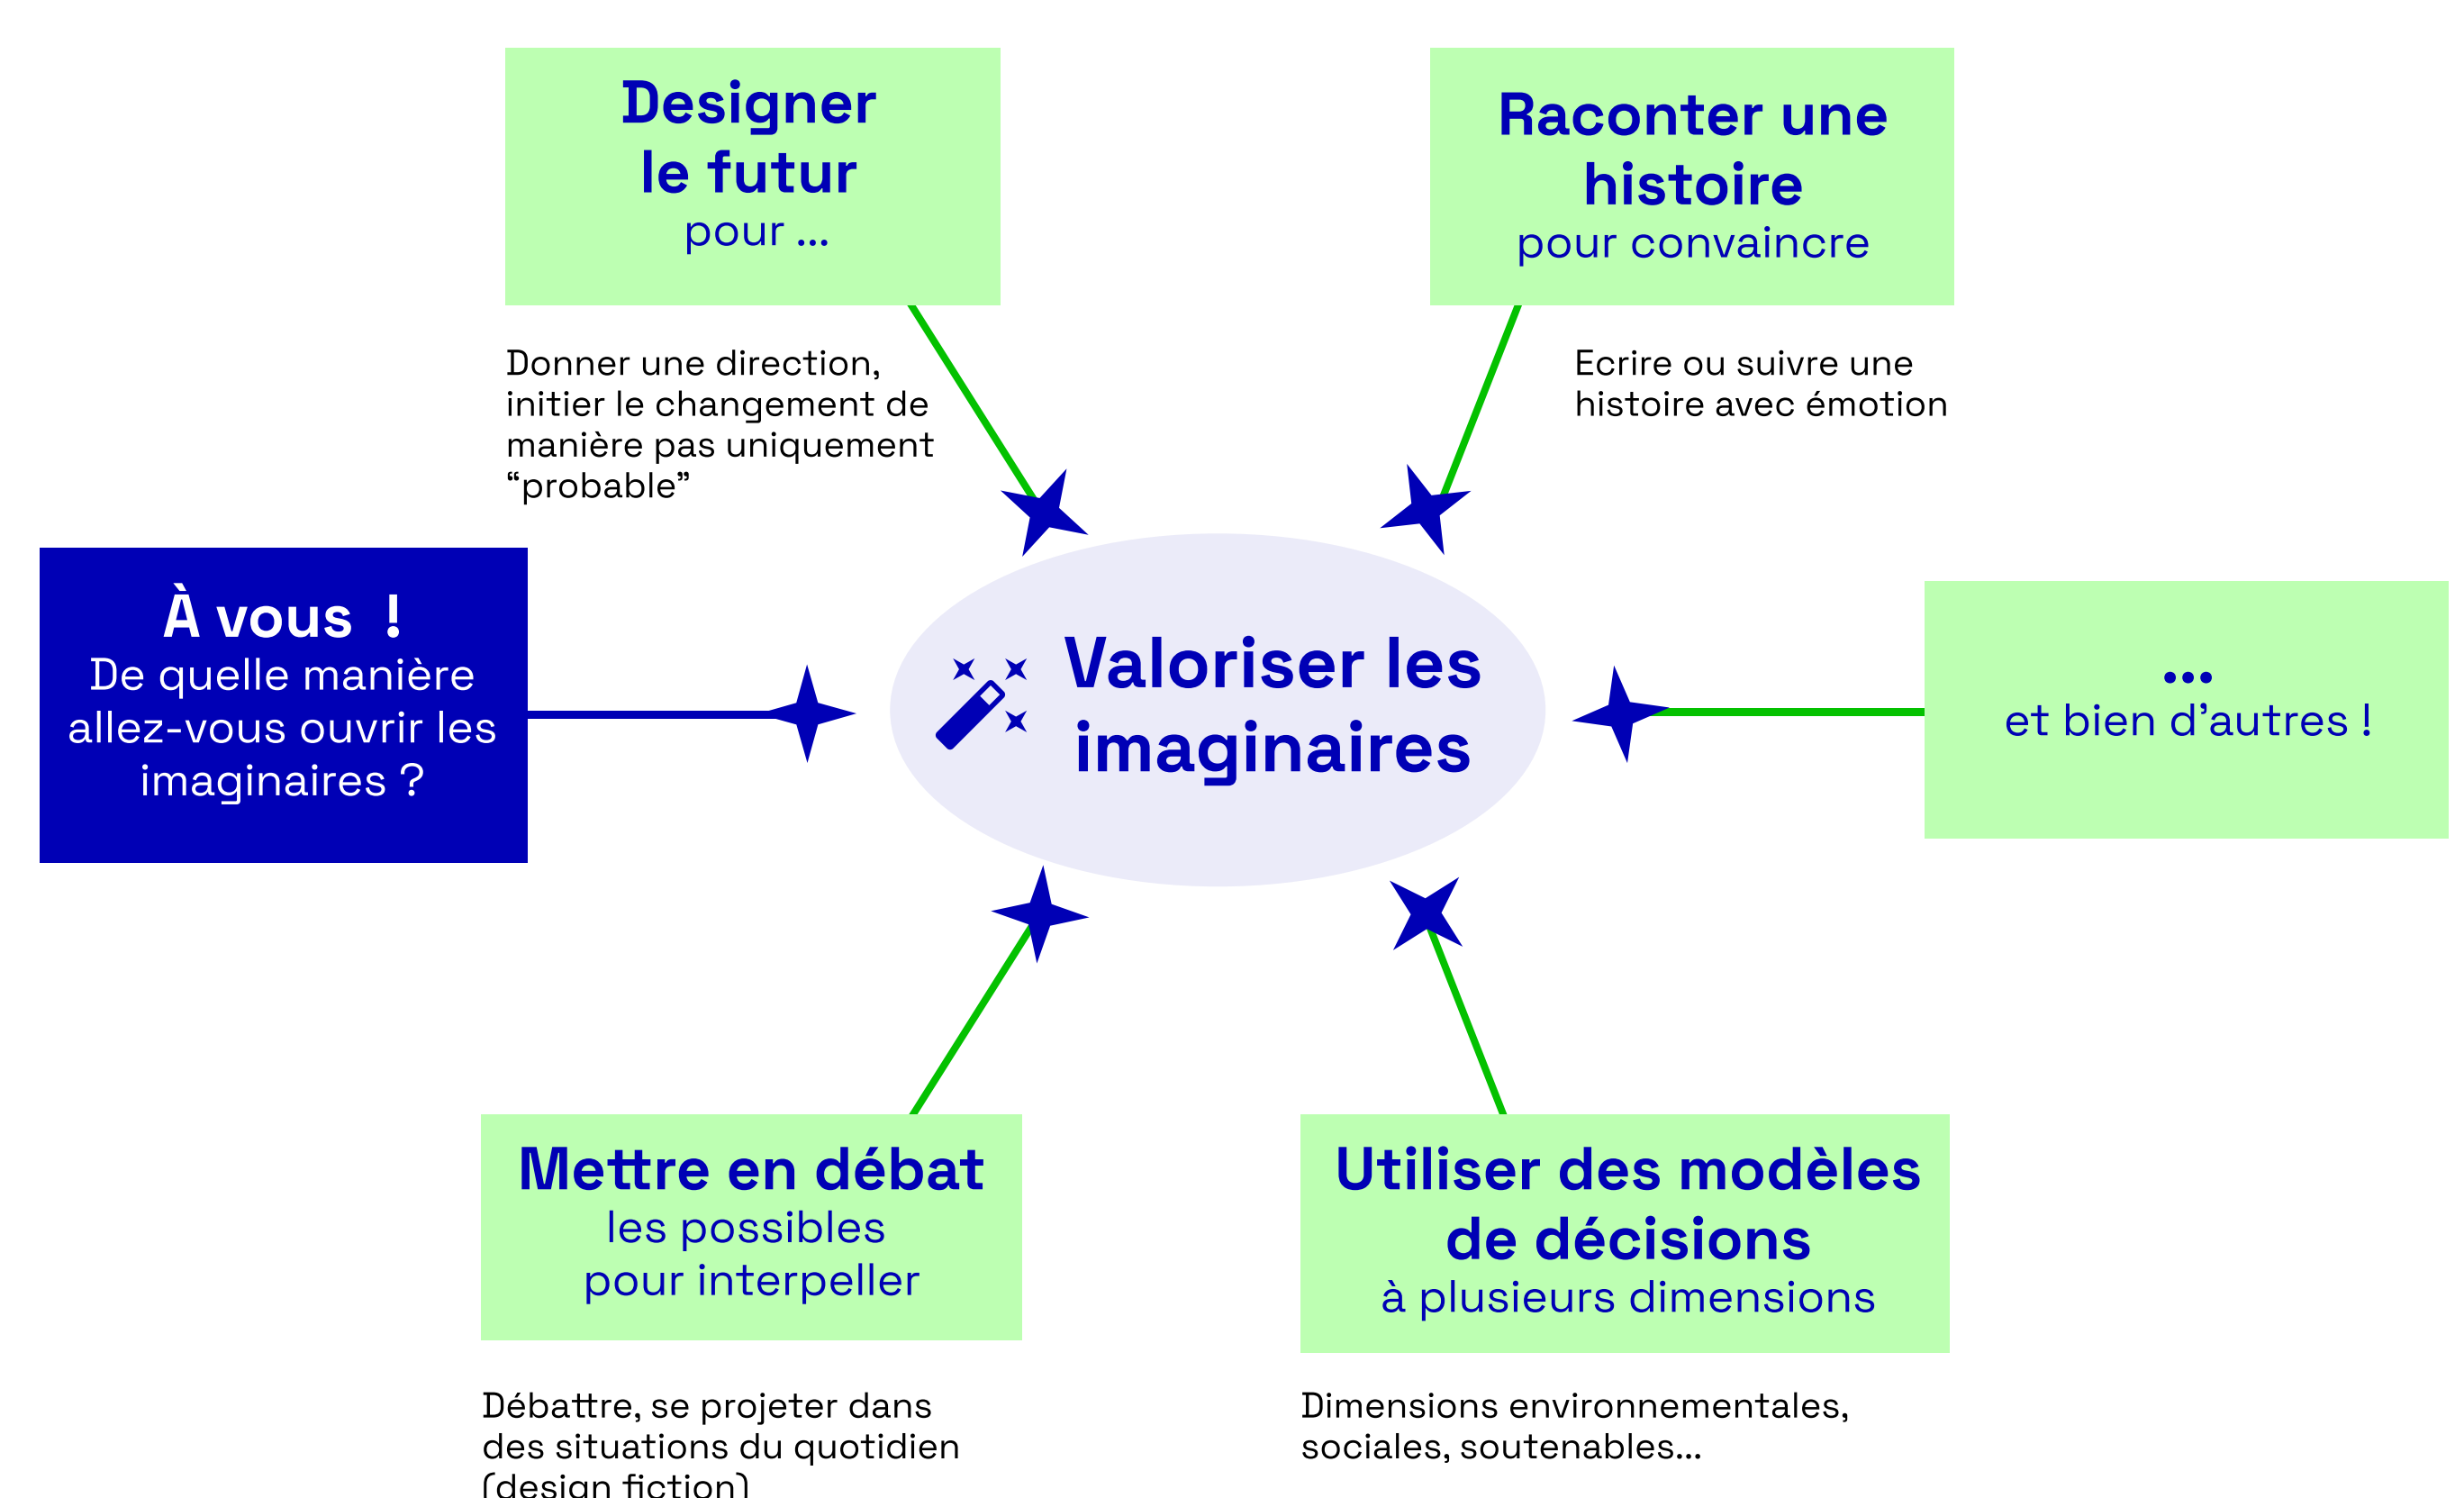 Designer
le futur
pour ...
Donner une direction,
initier le changement de
manière pas uniquement
“probable”
Raconter une
histoire
pour convaincre
Ecrire ou suivre une
histoire avec émotion
À vous !
De quelle manière
allez-vous ouvrir les
imaginaires ?
Valoriser les
imaginaires
...
et bien d’autres !
Mettre en débat
les possibles
pour interpeller
Débattre, se projeter dans
des situations du quotidien
(design fiction)
Utiliser des modèles
de décisions
à plusieurs dimensions
Dimensions environnementales,
sociales, soutenables...